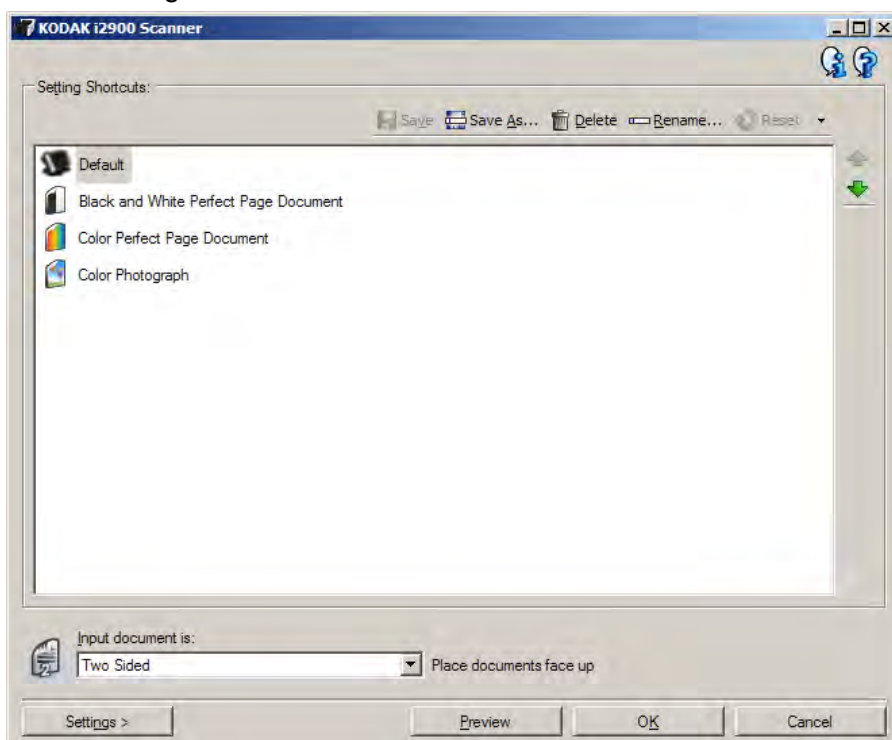 KODAK i2900 Scanner
Setting Shortcuts:
Save Save As... Delete Rename... Reset
Default
Black and White Perfect Page Document
Color Perfect Page Document
Color Photograph
Input document is:
Two Sided Place documents face up
Settings > Preview OK Cancel